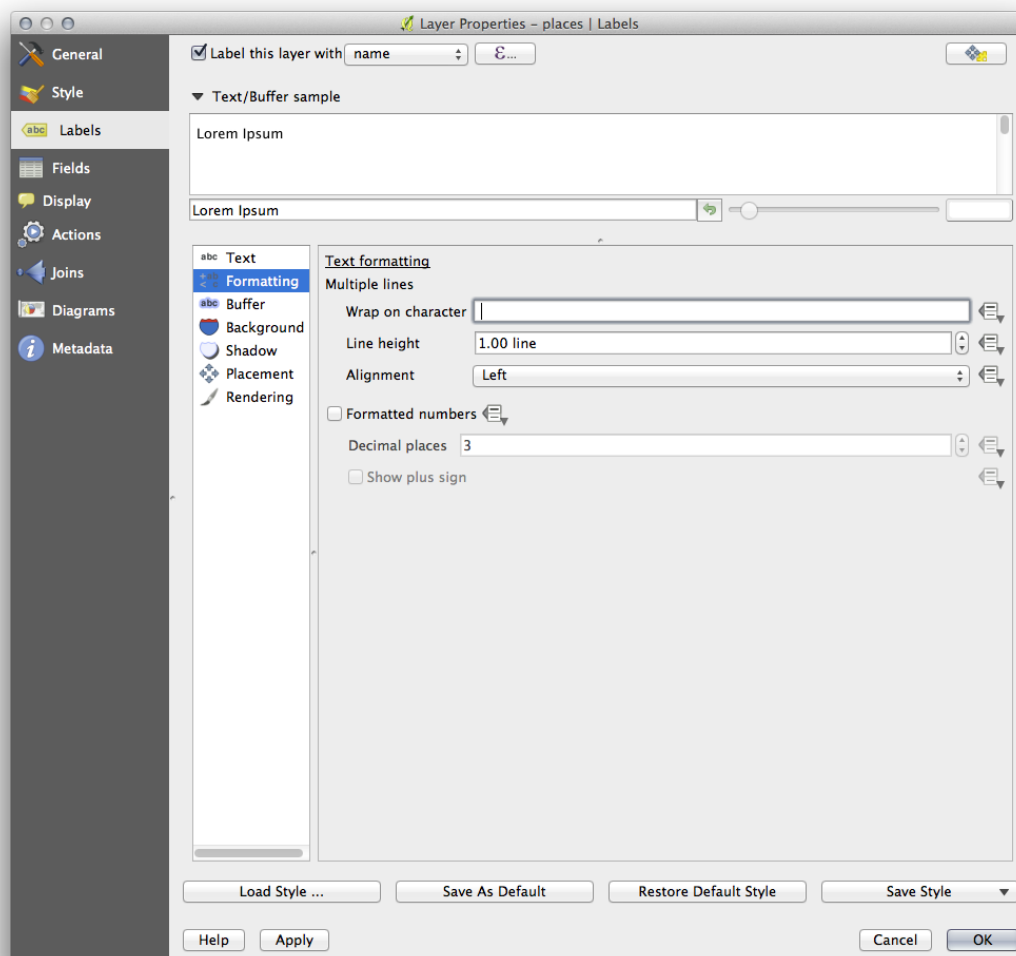 Layer Properties – places | Labels
General
Style
abc Labels
Fields
Display
Actions
Joins
Diagrams
Metadata
Label this layer with name ε...
Text/Buffer sample
Lorem Ipsum
Lorem Ipsum
abc Text
Formatting
abc Buffer
Background
Shadow
Placement
Rendering
Text formatting
Multiple lines
Wrap on character
Line height 1.00 line
Alignment Left
Formatted numbers
Decimal places 3
Show plus sign
Load Style ... Save As Default Restore Default Style Save Style
Help Apply Cancel OK